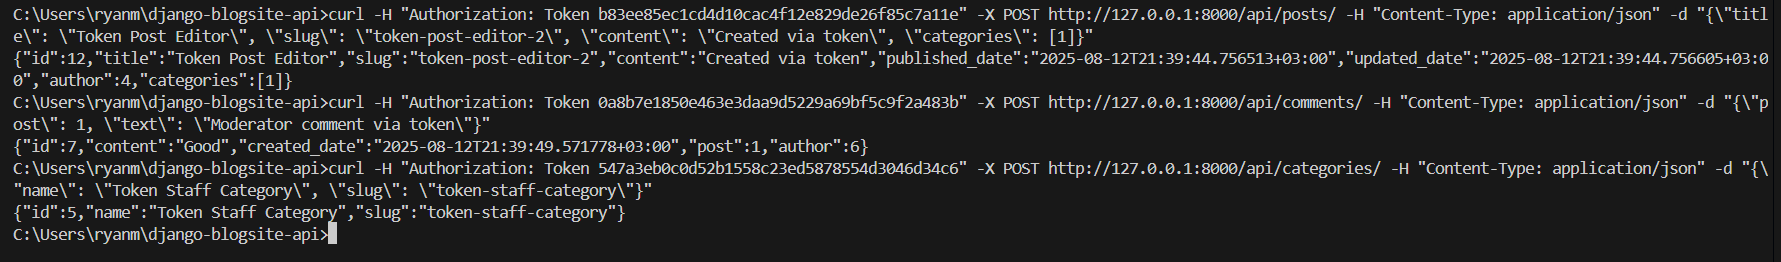 C:\Users\ryanm\django-blogsite-api>curl -H "Authorization: Token b83ee85ec1cd4d10cac4f12e829de26f85c7a11e" -X POST http://127.0.0.1:8000/api/posts/ -H "Content-Type: application/json" -d "{\"titl
e\": \"Token Post Editor\", \"slug\": \"token-post-editor-2\", \"content\": \"Created via token\", \"categories\": [1]}"
{"id":12,"title":"Token Post Editor","slug":"token-post-editor-2","content":"Created via token","published_date":"2025-08-12T21:39:44.756513+03:00","updated_date":"2025-08-12T21:39:44.756605+03:0
0","author":4,"categories":[1]}
C:\Users\ryanm\django-blogsite-api>curl -H "Authorization: Token 0a8b7e1850e463e3daa9d5229a69bf5c9f2a483b" -X POST http://127.0.0.1:8000/api/comments/ -H "Content-Type: application/json" -d "{\"p
ost\": 1, \"text\": \"Moderator comment via token\"}"
{"id":7,"content":"Good","created_date":"2025-08-12T21:39:49.571778+03:00","post":1,"author":6}
C:\Users\ryanm\django-blogsite-api>curl -H "Authorization: Token 547a3eb0c0d52b1558c23ed5878554d3046d34c6" -X POST http://127.0.0.1:8000/api/categories/ -H "Content-Type: application/json" -d "{\
"name\": \"Token Staff Category\", \"slug\": \"token-staff-category\"}"
{"id":5,"name":"Token Staff Category","slug":"token-staff-category"}
C:\Users\ryanm\django-blogsite-api>